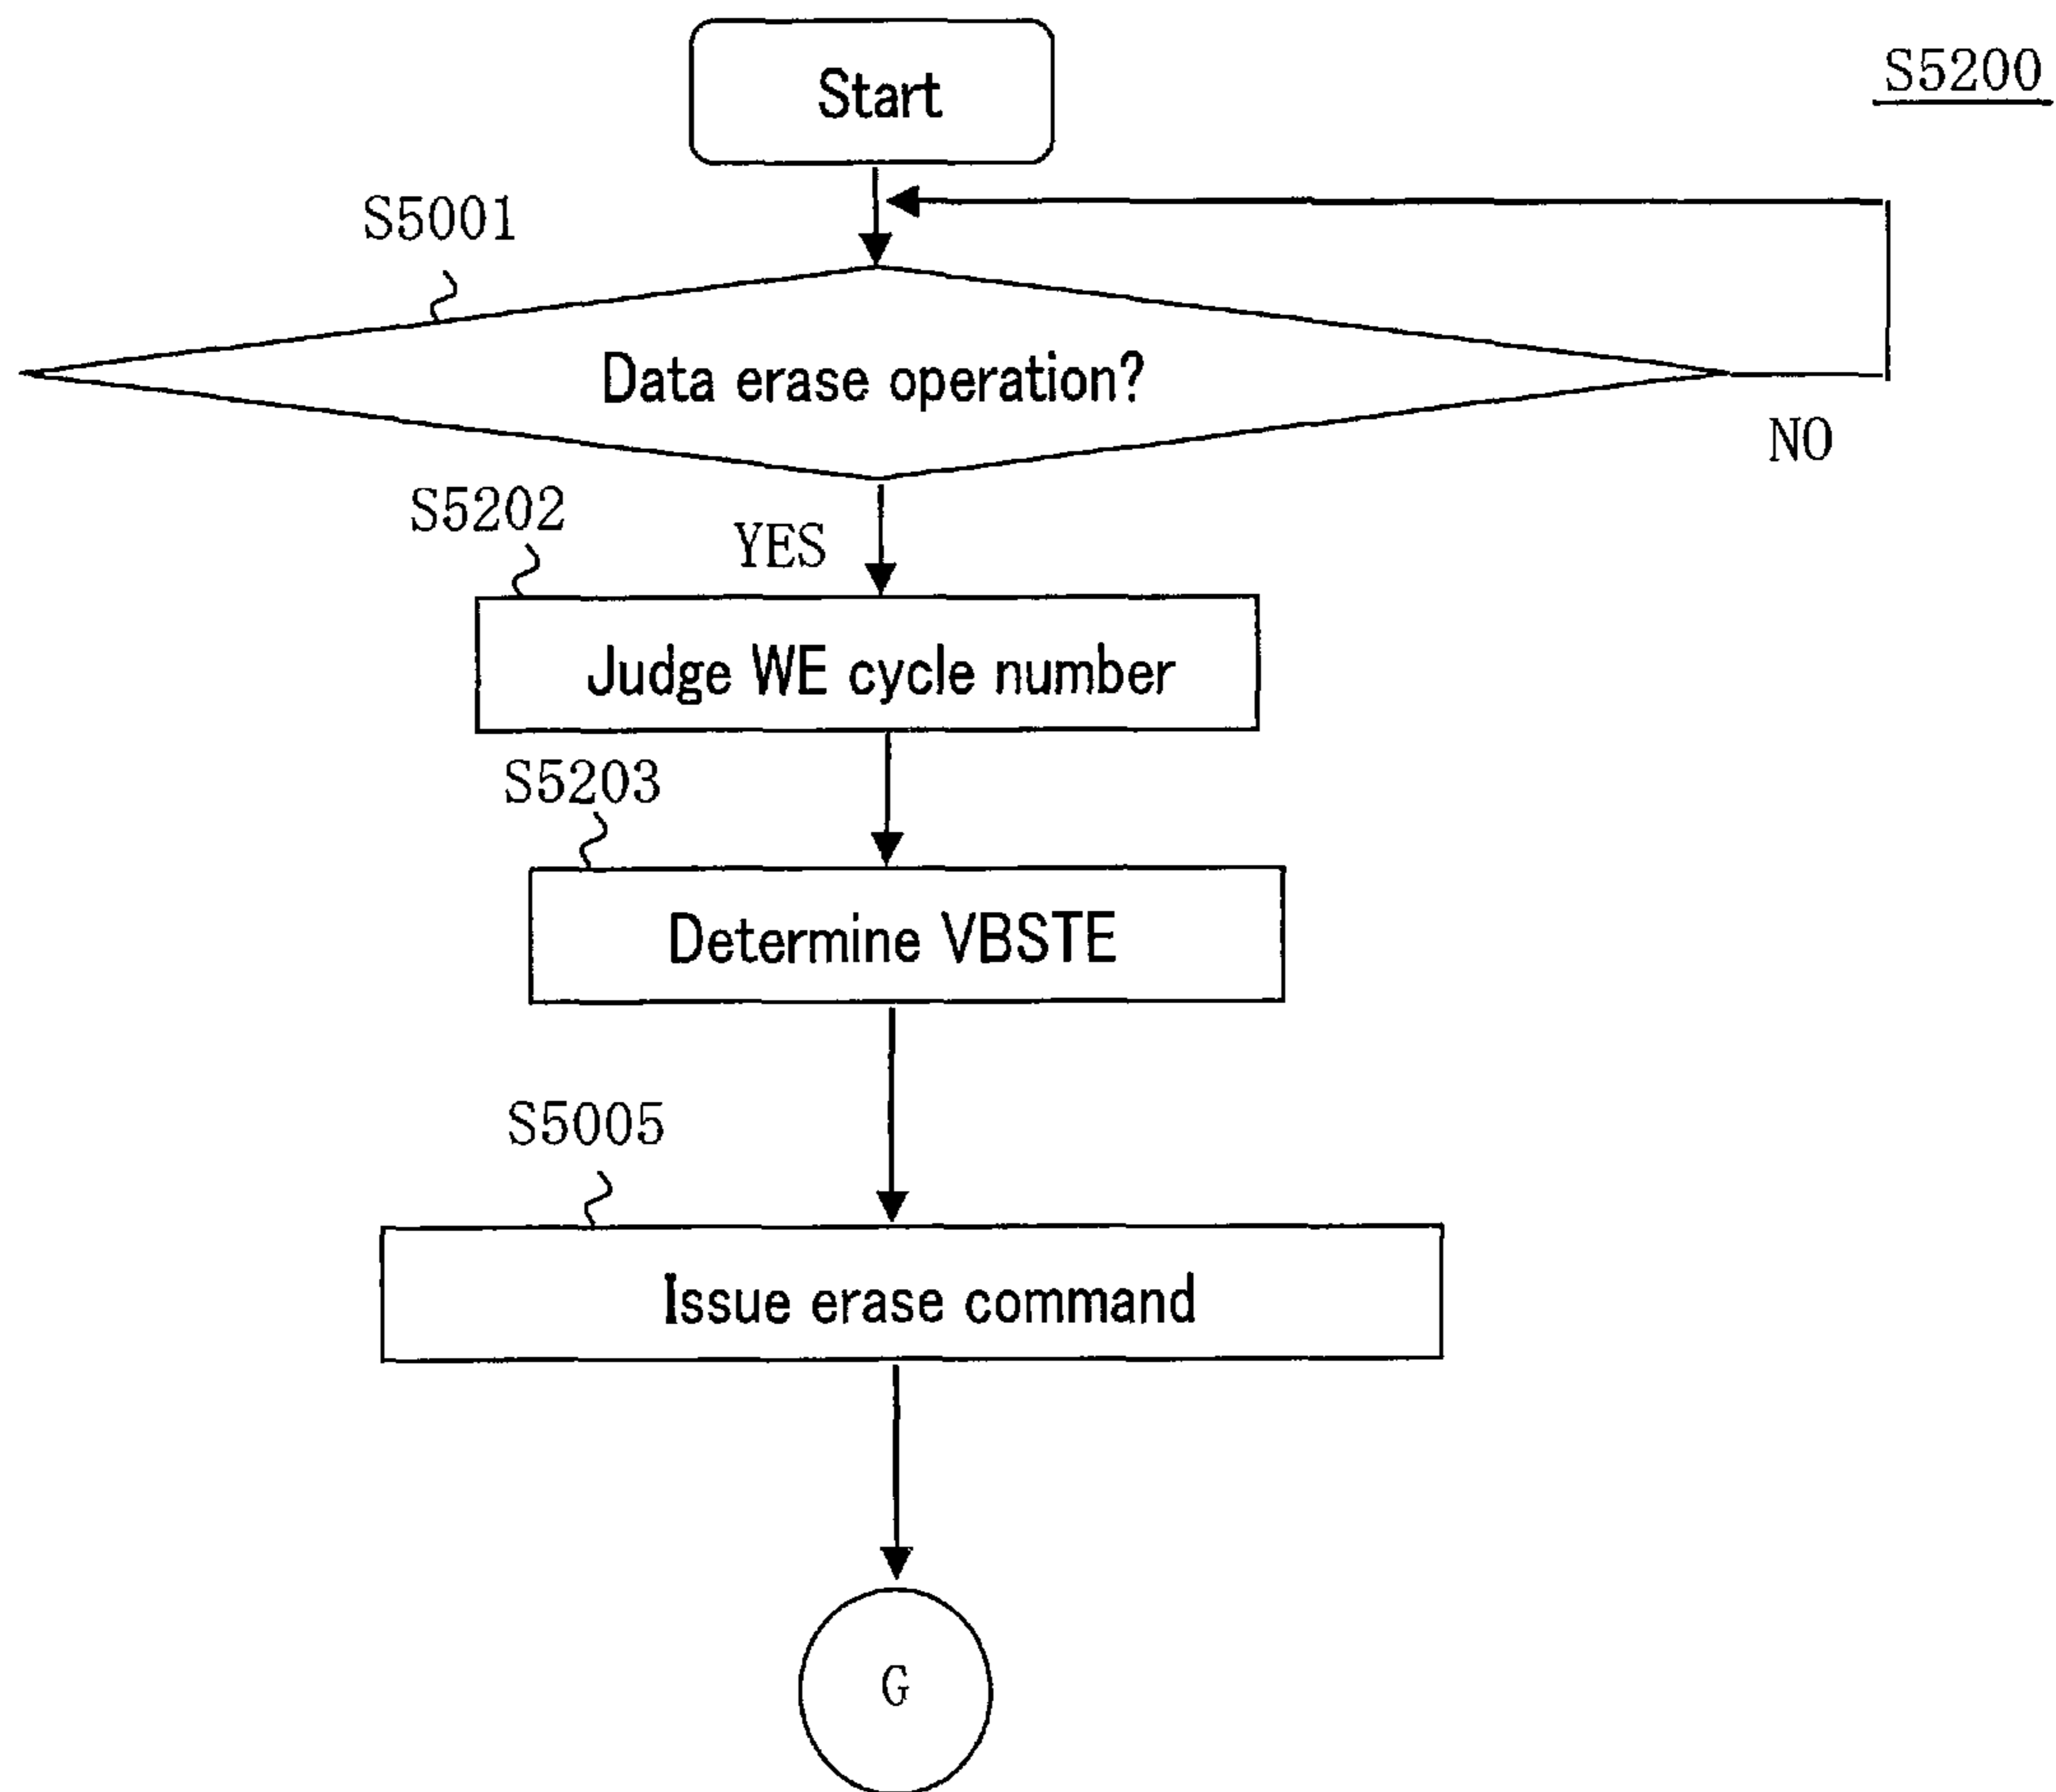 Start
S5200
S5001
Data erase operation?
NO
S5202
YES
Judge WE cycle number
S5203
Determine VBSTE
S5005
Issue erase command
G